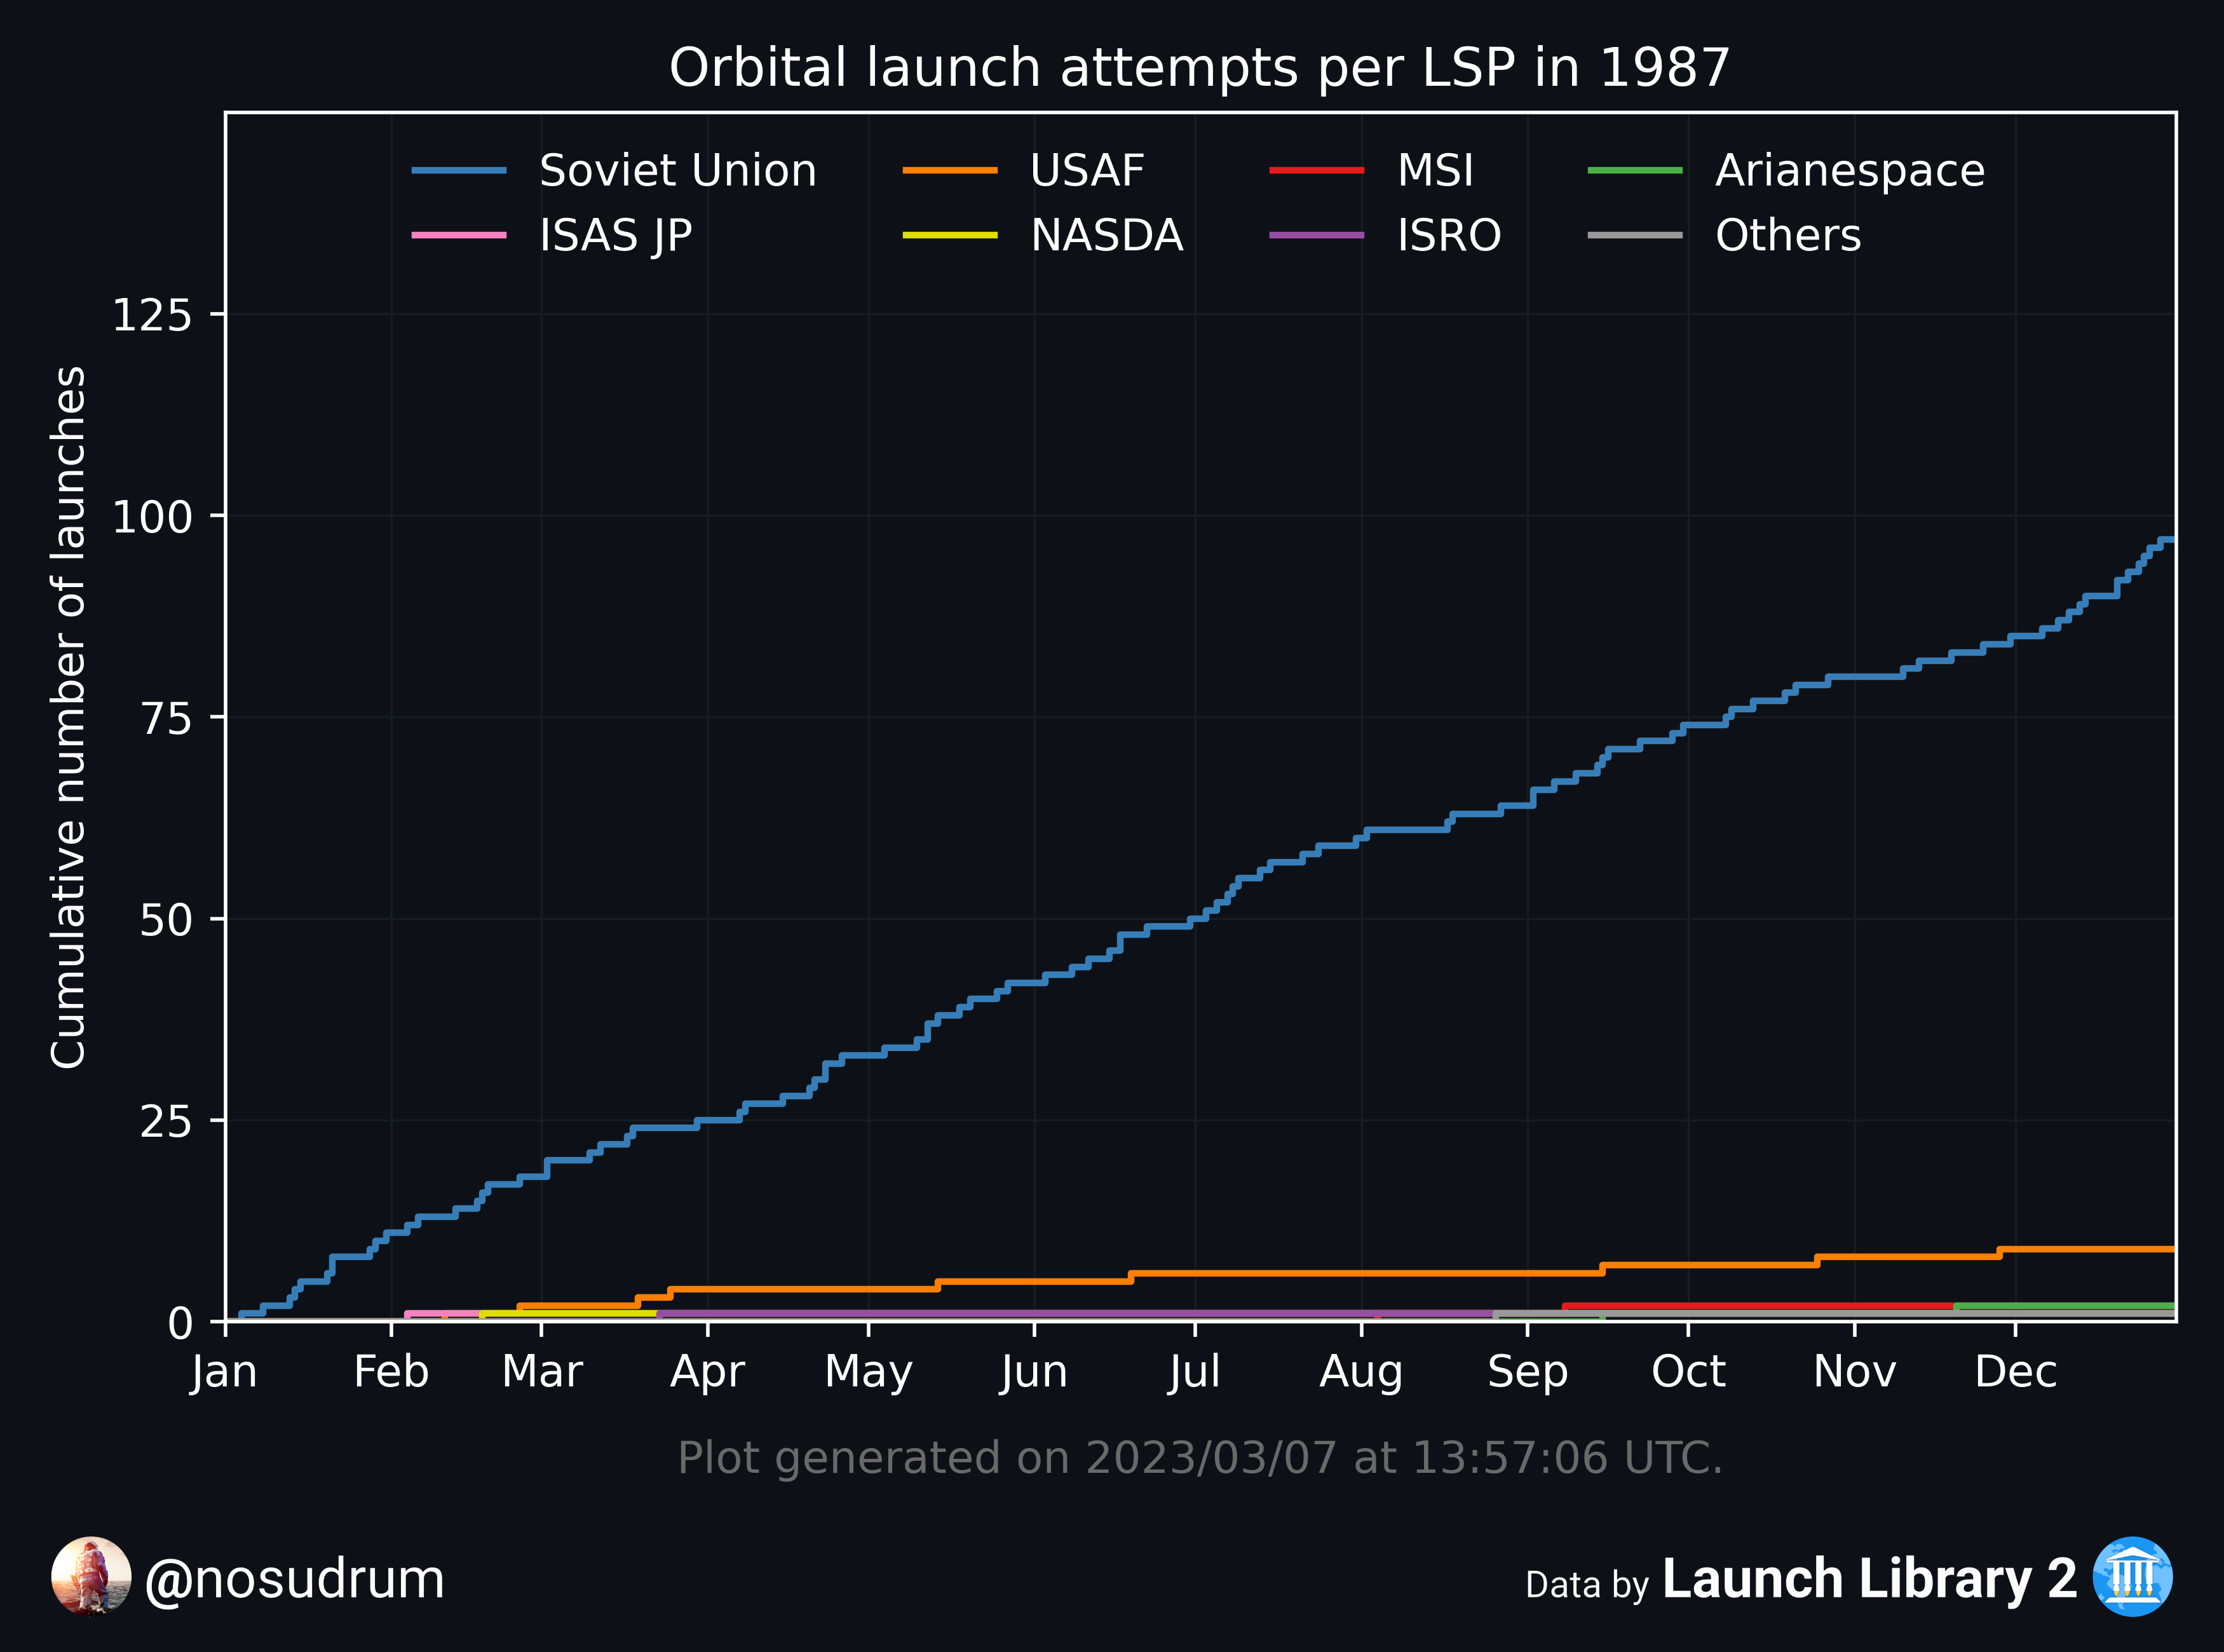 Orbital launch attempts per LSP in 1987
Soviet Union USAF MSI Arianespace
ISAS JP NASDA ISRO Others
Cumulative number of launches
125
100
75
50
25
0
Jan Feb Mar Apr May Jun Jul Aug Sep Oct Nov Dec
Plot generated on 2023/03/07 at 13:57:06 UTC.
@nosudrum
Data by Launch Library 2